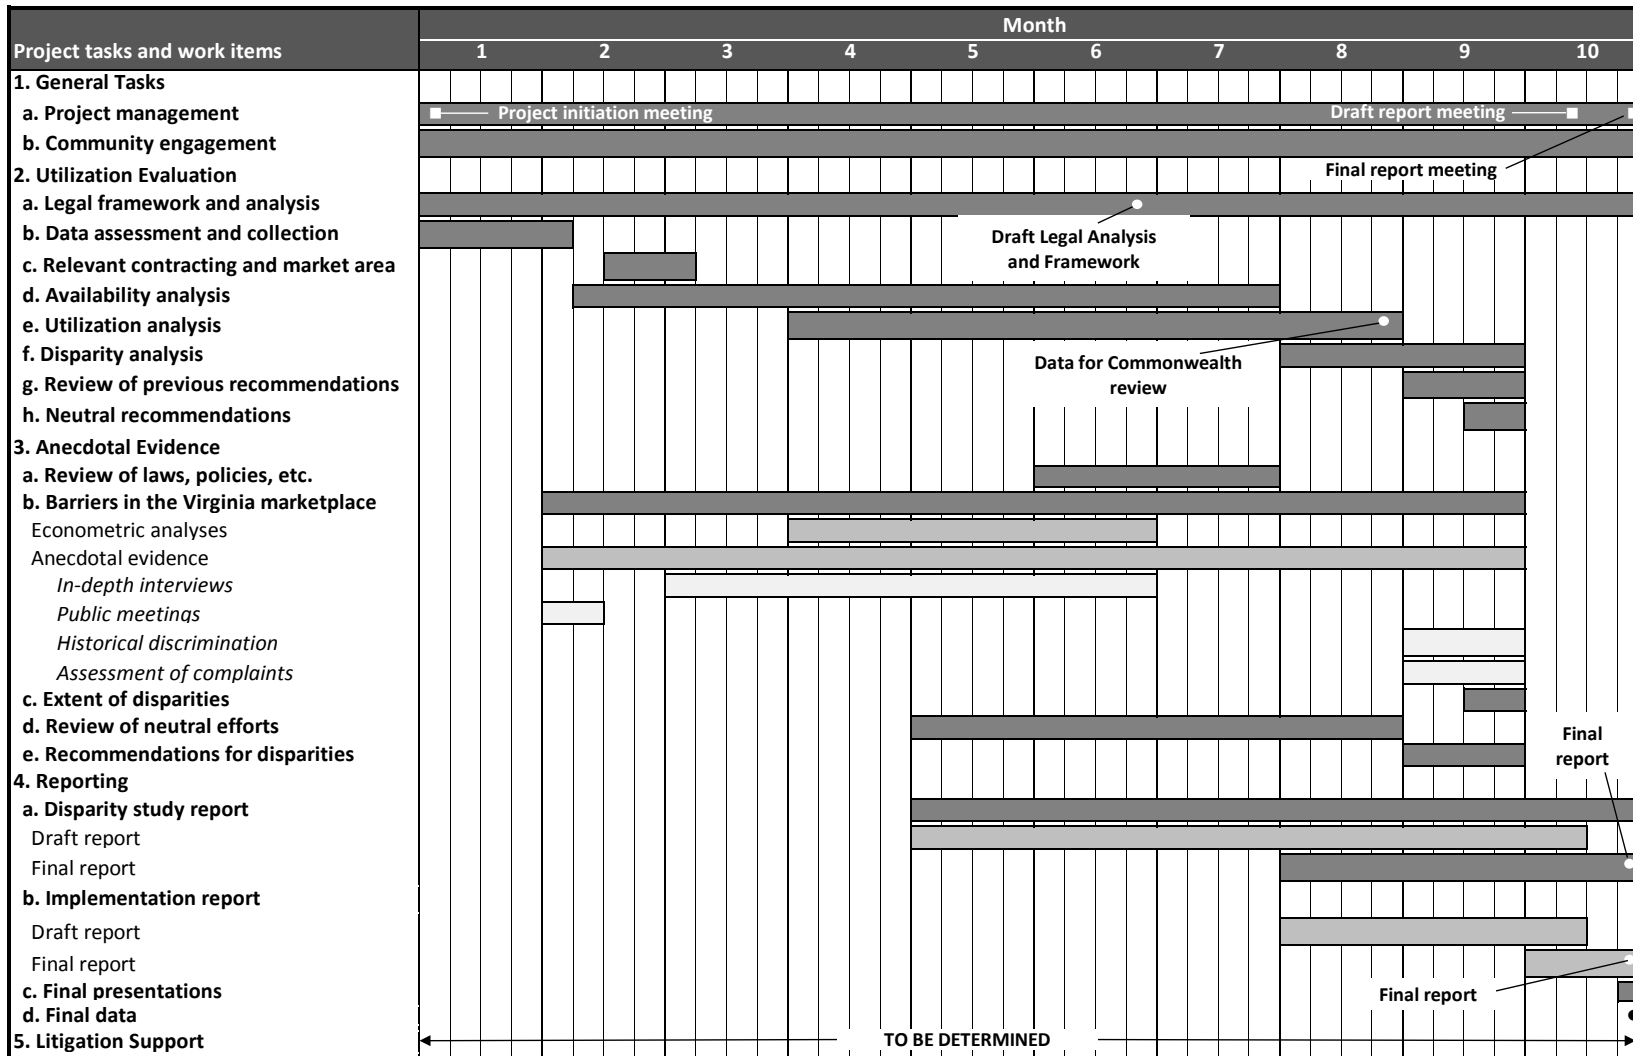 Month
Project tasks and work items 1 2 3 4 5 6 7 8 9 10
1. General Tasks
a. Project management Project initiation meeting Draft report meeting
b. Community engagement
Final report meeting
2. Utilization Evaluation
a. Legal framework and analysis
b. Data assessment and collection
Draft Legal Analysis
and Framework
c. Relevant contracting and market area
d. Availability analysis
e. Utilization analysis
f. Disparity analysis
Data for Commonwealth
review
g. Review of previous recommendations
h. Neutral recommendations
3. Anecdotal Evidence
a. Review of laws, policies, etc.
b. Barriers in the Virginia marketplace
Econometric analyses
Anecdotal evidence
In-depth interviews
Public meetings
Historical discrimination
Assessment of complaints
c. Extent of disparities
d. Review of neutral efforts
Final
report
e. Recommendations for disparities
4. Reporting
a. Disparity study report
Draft report
Final report
b. Implementation report
Draft report
Final report
c. Final presentations
Final report
d. Final data
5. Litigation Support TO BE DETERMINED